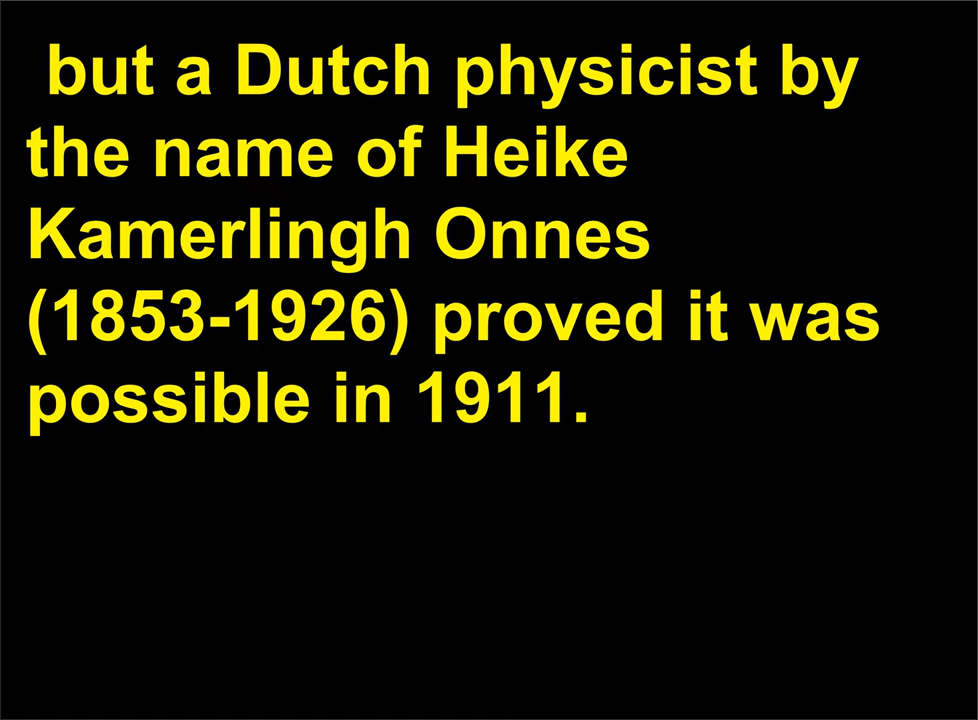 but a Dutch physicist by
the name of Heike
Kamerlingh Onnes
(1853-1926) proved it was
possible in 1911.